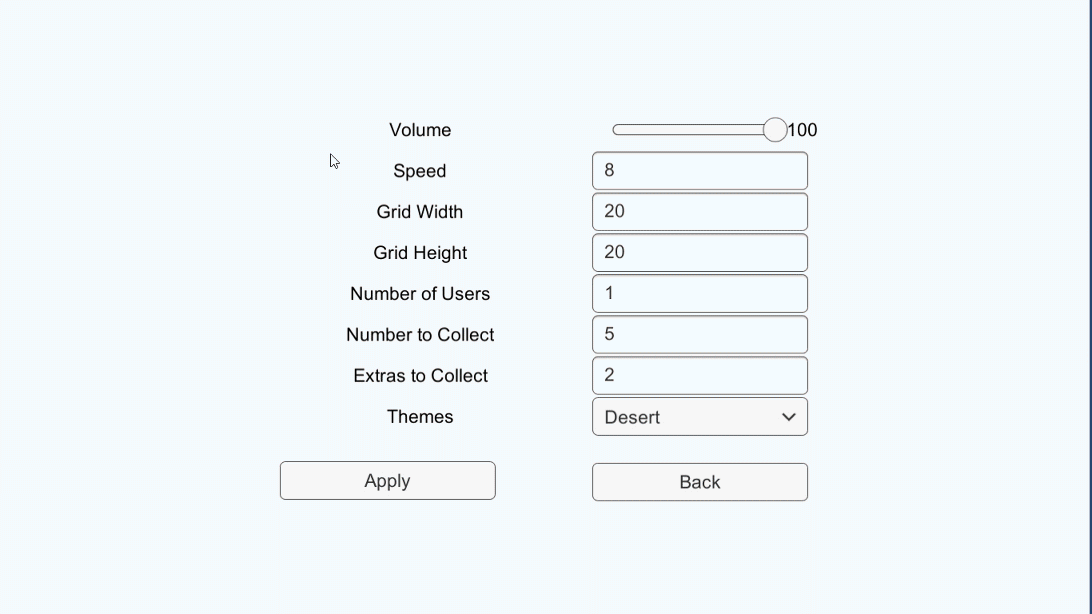 Volume 100
Speed 8
Grid Width 20
Grid Height 20
Number of Users 1
Number to Collect 5
Extras to Collect 2
Themes Desert
Apply Back